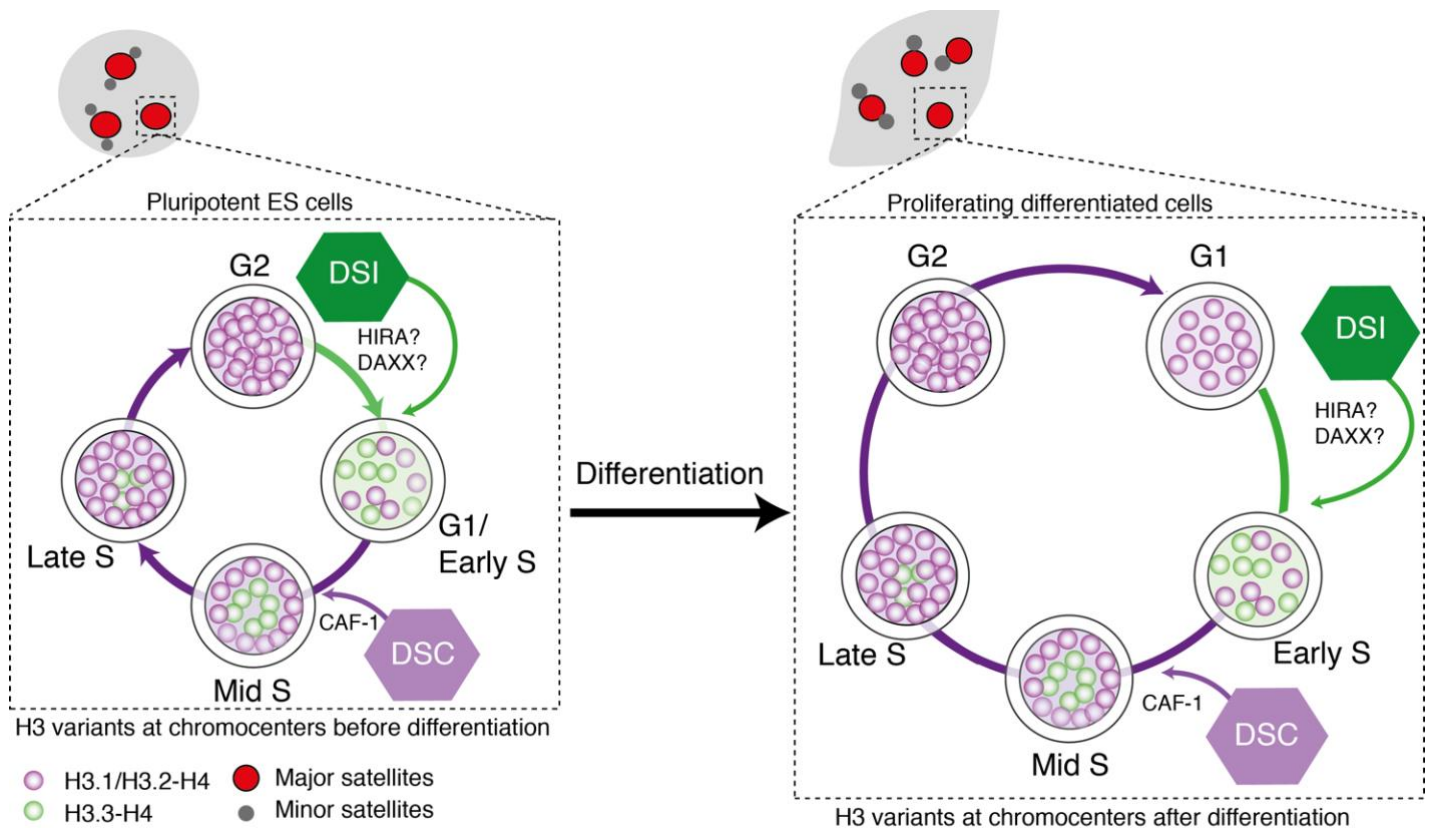 Pluripotent ES cells
G2
DSI
HIRA?
DAXX?
G1/
Early S
Late S
CAF-1
DSC
Mid S
H3 variants at chromocenters before differentiation
H3.1/H3.2-H4
H3.3-H4
Major satellites
Minor satellites
Differentiation
Proliferating differentiated cells
G2
G1
DSI
HIRA?
DAXX?
Late S
Early S
CAF-1
DSC
Mid S
H3 variants at chromocenters after differentiation